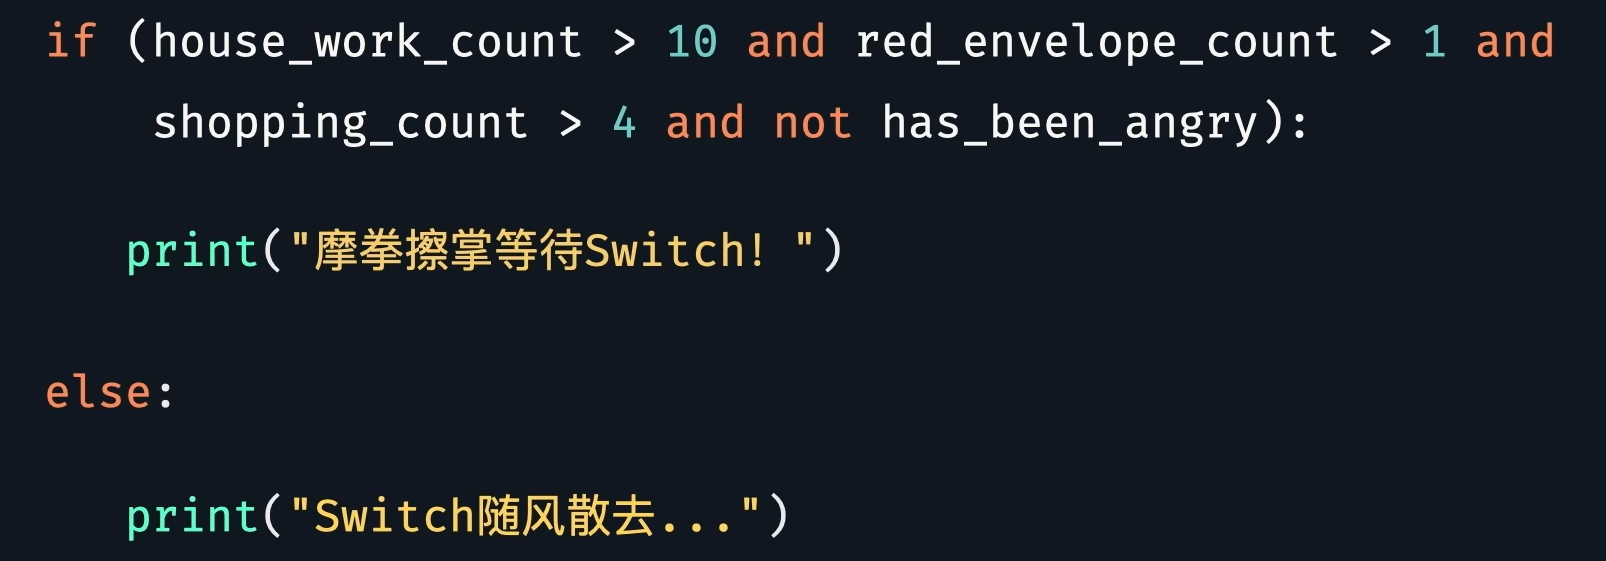 if (house_work_count > 10 and red_envelope_count > 1 and
shopping_count > 4 and not has_been_angry):
print("摩拳擦掌等待Switch！")
else:
print("Switch随风散去...")